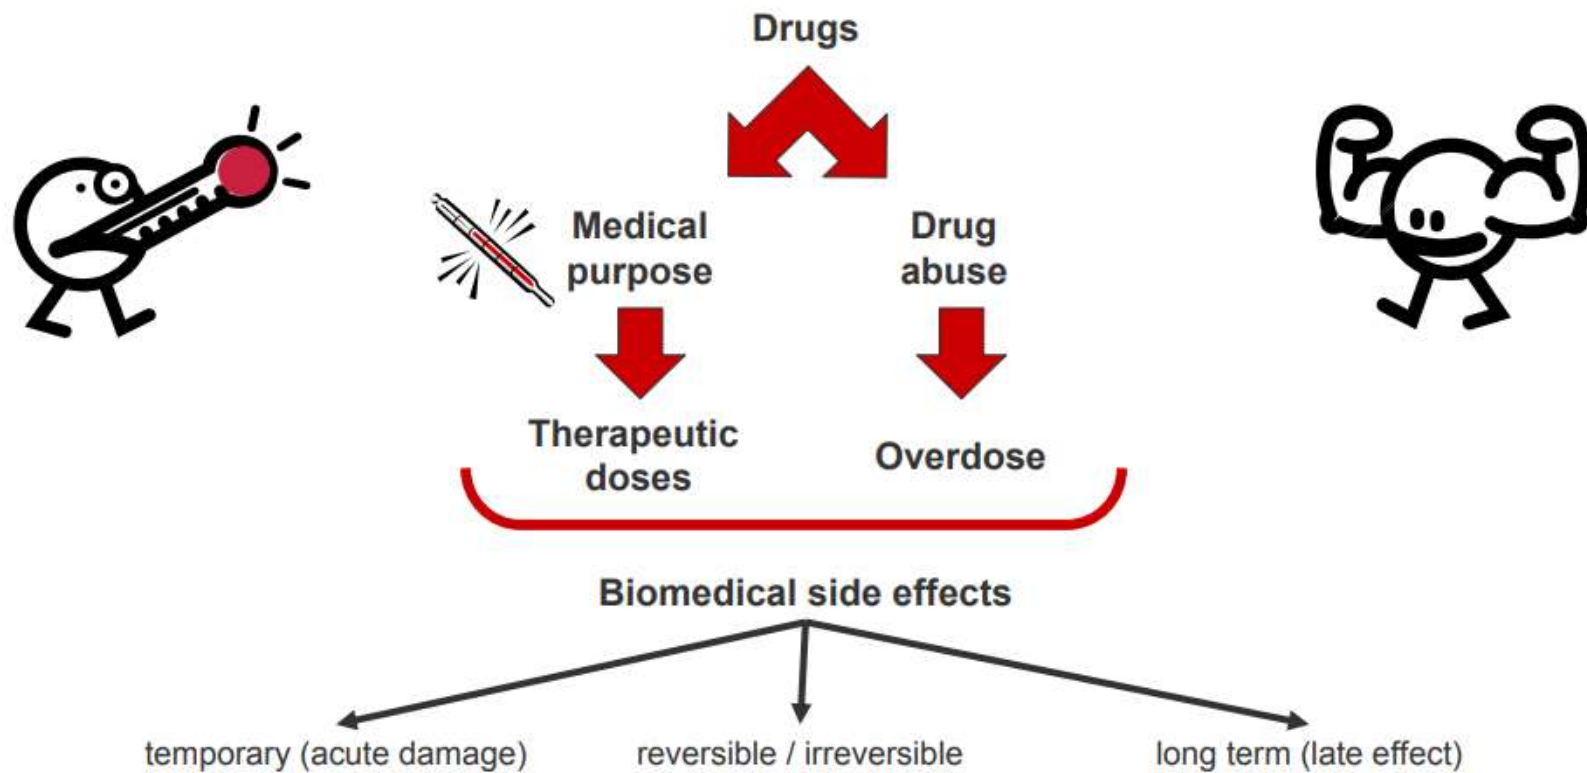 Drugs
Medical
purpose
Drug
abuse
Therapeutic
doses
Overdose
Biomedical side effects
temporary (acute damage)
reversible / irreversible
long term (late effect)